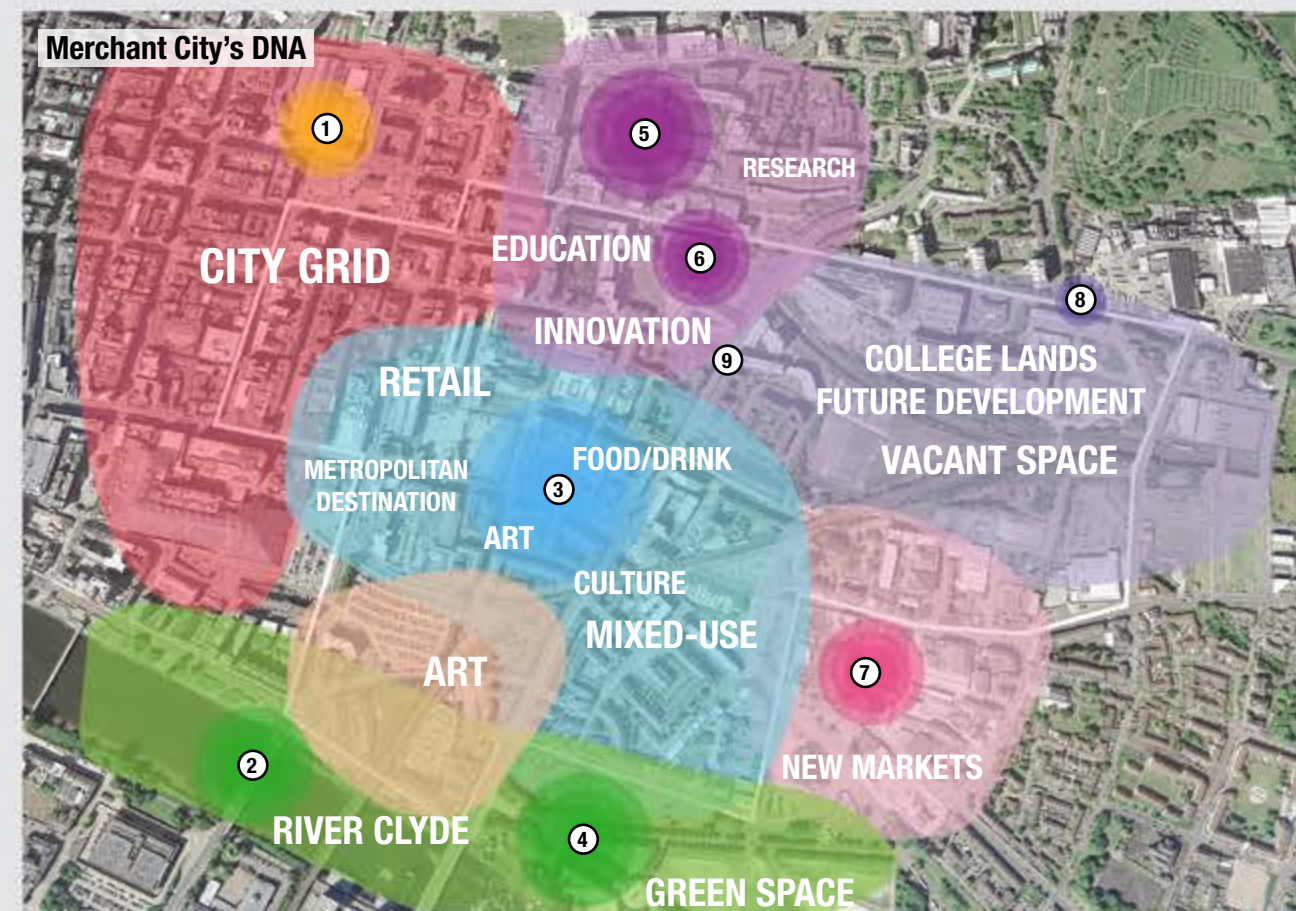 Merchant City's DNA
1
5
RESEARCH
EDUCATION
6
CITY GRID
8
INNOVATION
9
COLLEGE LANDS
FUTURE DEVELOPMENT
RETAIL
VACANT SPACE
METROPOLITAN
DESTINATION
FOOD/DRINK
3
ART
CULTURE
MIXED-USE
ART
7
2
NEW MARKETS
RIVER CLYDE
4
GREEN SPACE